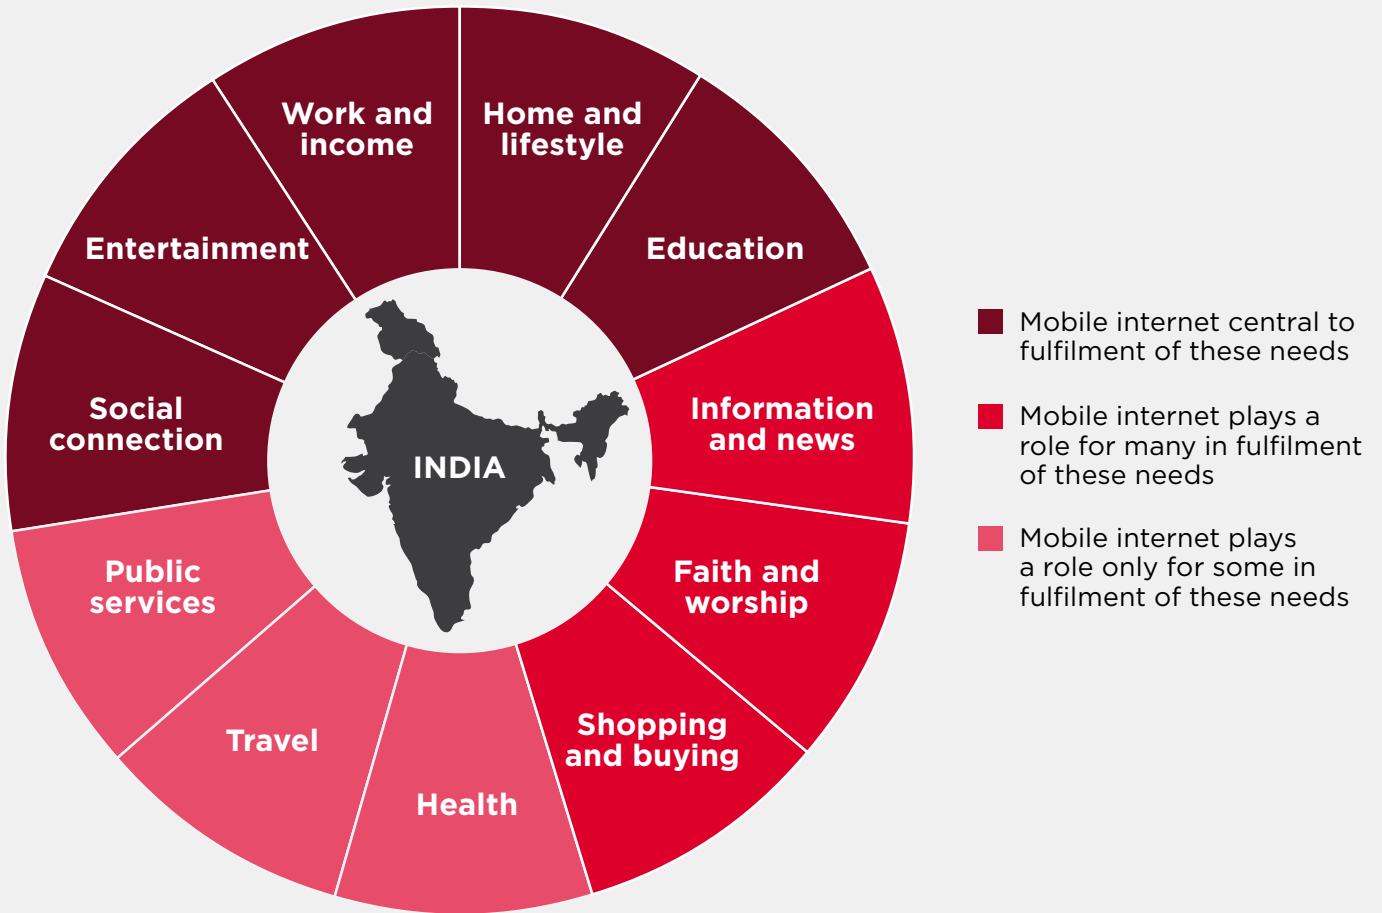 Work and
income
Home and
lifestyle
Entertainment
Education
Social
connection
Information
and news
INDIA
Public
services
Faith and
worship
Travel
Shopping
and buying
Health
Mobile internet central to
fulfilment of these needs
Mobile internet plays a
role for many in fulfilment
of these needs
Mobile internet plays
a role only for some in
fulfilment of these needs